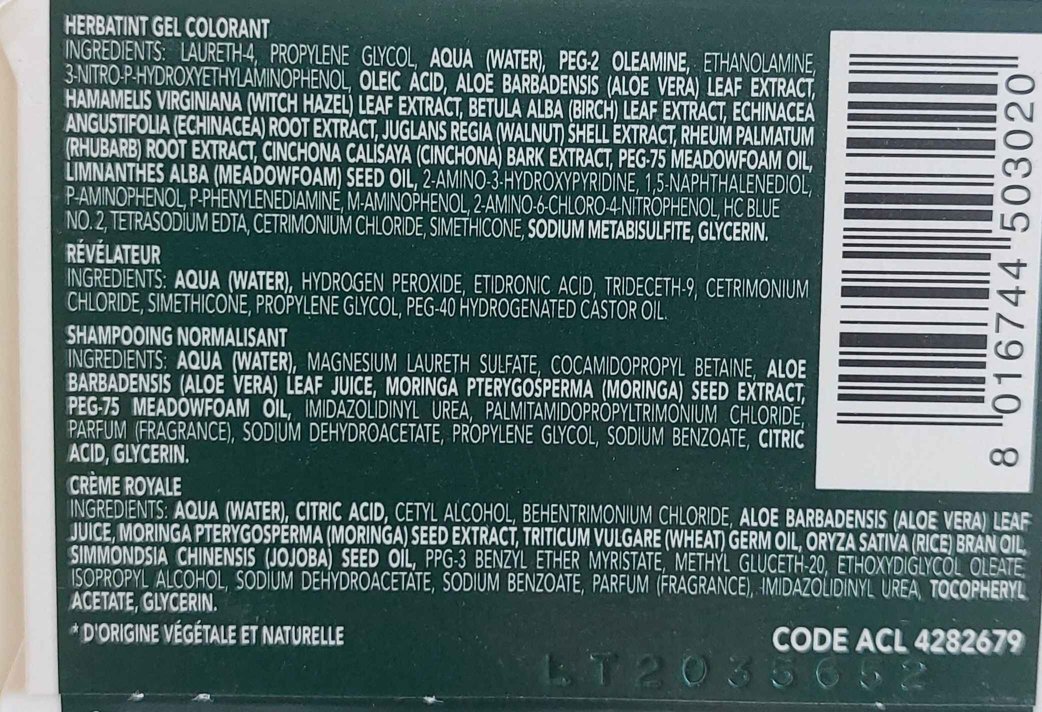 HERBATINT GEL COLORANT
INGREDIENTS: LAURETH-4, PROPYLENE GLYCOL, AQUA (WATER), PEG-2 OLEAMINE, ETHANOLAMINE,
3-NITRO-P-HYDROXYETHYLAMINOPHENOL, OLEIC ACID, ALOE BARBADENSIS (ALOE VERA) LEAF EXTRACT,
HAMAMELIS VIRGINIANA (WITCH HAZEL) LEAF EXTRACT, BETULA ALBA (BIRCH) LEAF EXTRACT, ECHINACEA
ANGUSTIFOLIA (ECHINACEA) ROOT EXTRACT, JUGLANS REGIA (WALNUT) SHELL EXTRACT, RHEUM PALMATUM
(RHUBARB) ROOT EXTRACT, CINCHONA CALISAYA (CINCHONA) BARK EXTRACT, PEG-75 MEADOWFOAM OIL,
LIMNANTHES ALBA (MEADOWFOAM) SEED OIL, 2-AMINO-3-HYDROXYPYRIDINE, 1,5-NAPHTHALENEDIOL,
P-AMINOPHENOL, P-PHENYLENEDIAMINE, M-AMINOPHENOL, 2-AMINO-6-CHLORO-4-NITROPHENOL, HC BLUE
NO. 2, TETRASODIUM EDTA, CETRIMONIUM CHLORIDE, SIMETHICONE, SODIUM METABISULFITE, GLYCERIN.
RÉVÉLATEUR
INGREDIENTS: AQUA (WATER), HYDROGEN PEROXIDE, ETIDRONIC ACID, TRIDECETH-9, CETRIMONIUM
CHLORIDE, SIMETHICONE, PROPYLENE GLYCOL, PEG-40 HYDROGENATED CASTOR OIL.
SHAMPOOING NORMALISANT
INGREDIENTS: AQUA (WATER), MAGNESIUM LAURETH SULFATE, COCAMIDOPROPYL BETAINE, ALOE
BARBADENSIS (ALOE VERA) LEAF JUICE, MORINGA PTERYGOSPERMA (MORINGA) SEED EXTRACT,
PEG-75 MEADOWFOAM OIL, IMIDAZOLIDINYL UREA, PALMITAMIDOPROPYLTRIMONIUM CHLORIDE,
PARFUM (FRAGRANCE), SODIUM DEHYDROACETATE, PROPYLENE GLYCOL, SODIUM BENZOATE, CITRIC
ACID, GLYCERIN.
CRÈME ROYALE
INGREDIENTS: AQUA (WATER), CITRIC ACID, CETYL ALCOHOL, BEHENTRIMONIUM CHLORIDE, ALOE BARBADENSIS (ALOE VERA) LEAF
JUICE, MORINGA PTERYGOSPERMA (MORINGA) SEED EXTRACT, TRITICUM VULGARE (WHEAT) GERM OIL, ORYZA SATIVA (RICE) BRAN OIL,
SIMMONDSIA CHINENSIS (JOJOBA) SEED OIL, PPG-3 BENZYL ETHER MYRISTATE, METHYL GLUCETH-20, ETHOXYDIGLYCOL OLEATE,
ISOPROPYL ALCOHOL, SODIUM DEHYDROACETATE, SODIUM BENZOATE, PARFUM (FRAGRANCE), IMIDAZOLIDINYL UREA, TOCOPHERYL
ACETATE, GLYCERIN.
* D'ORIGINE VÉGÉTALE ET NATURELLE
CODE ACL 4282679
LT2035652
8 016744 503020